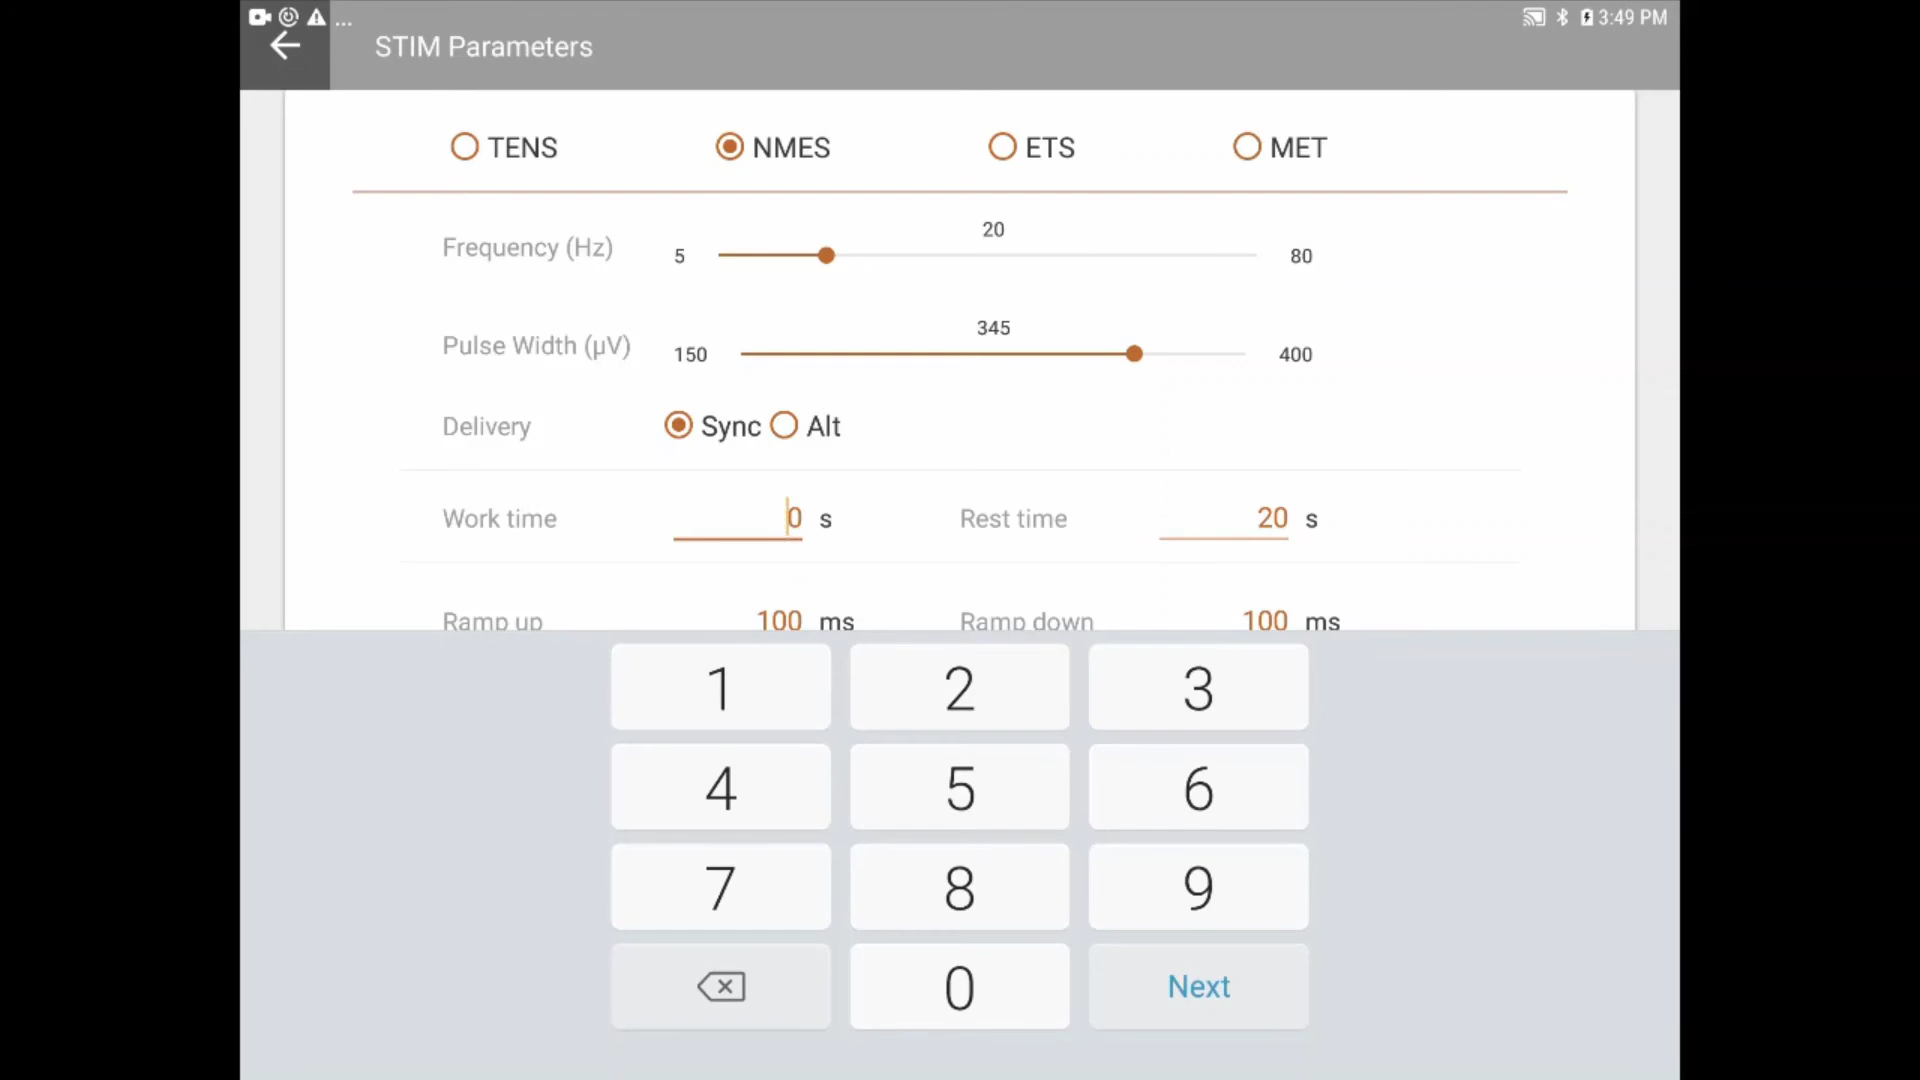 ... 3:49 PM
STIM Parameters
TENS NMES ETS MET
Frequency (Hz) 5 20 80
Pulse Width (µV) 150 345 400
Delivery Sync Alt
Work time 0 s Rest time 20 s
Ramp up 100 ms Ramp down 100 ms
1 2 3
4 5 6
7 8 9
0 Next